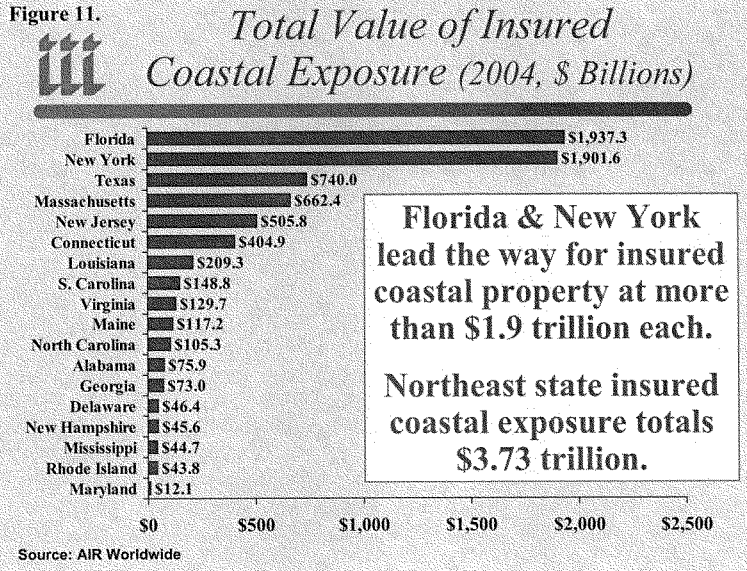 Figure 11.
Total Value of Insured
Coastal Exposure (2004, $ Billions)
Florida $1,937.3
New York $1,901.6
Texas $740.0
Massachusetts $662.4
New Jersey $505.8
Connecticut $404.9
Louisiana $209.3
S. Carolina $148.8
Virginia $129.7
Maine $117.2
North Carolina $105.3
Alabama $75.9
Georgia $73.0
Delaware $46.4
New Hampshire $45.6
Mississippi $44.7
Rhode Island $43.8
Maryland $12.1
Florida & New York
lead the way for insured
coastal property at more
than $1.9 trillion each.
Northeast state insured
coastal exposure totals
$3.73 trillion.
$0 $500 $1,000 $1,500 $2,000 $2,500
Source: AIR Worldwide